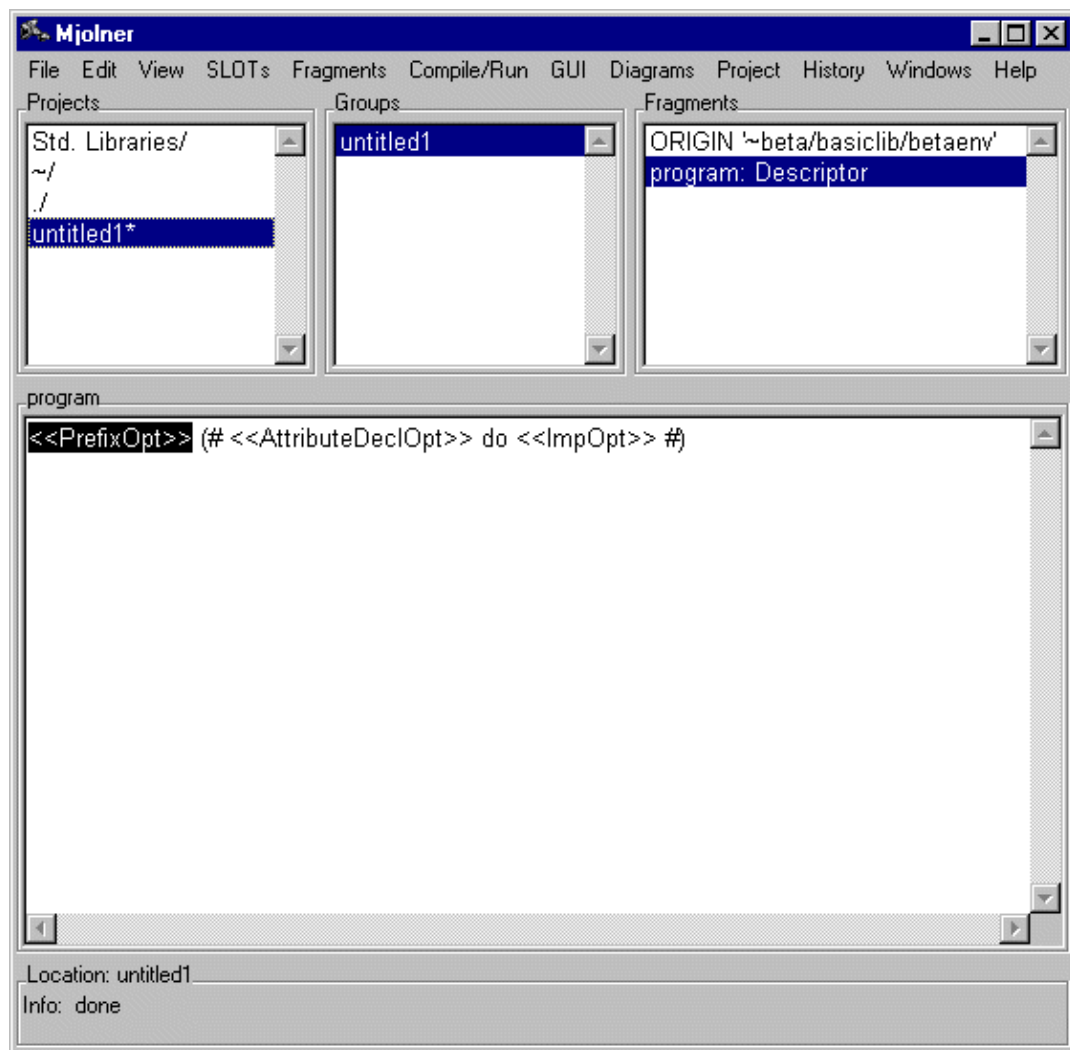 Mjolner
File Edit View SLOTs Fragments Compile/Run GUI Diagrams Project History Windows Help
Projects
Std. Libraries/
~/
./
untitled1*
Groups
untitled1
Fragments
ORIGIN '~beta/basiclib/betaenv'
program: Descriptor
program
<<PrefixOpt>> (# <<AttributeDeclOpt>> do <<ImpOpt>> #)
Location: untitled1
Info: done